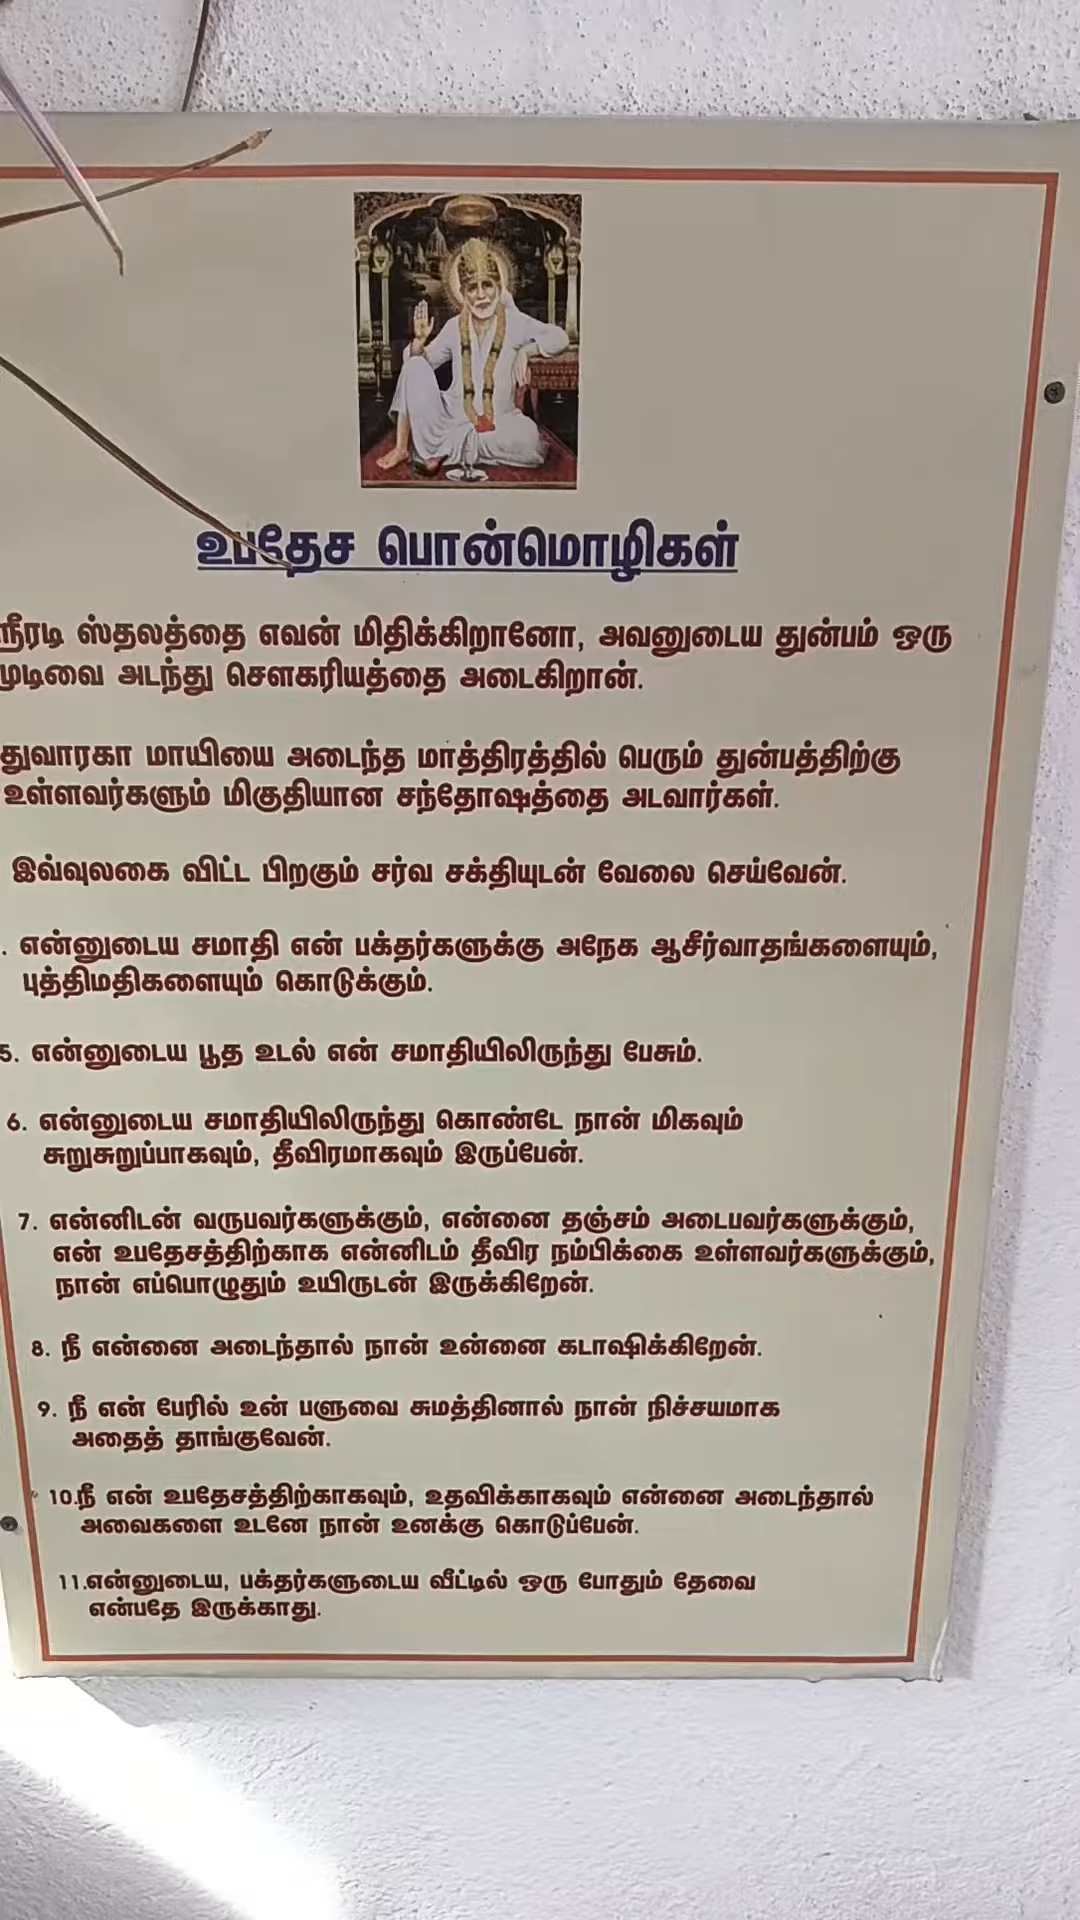 உபதேச பொன்மொழிகள்
ஸ்தலத்தை எவன் மிதிக்கிறானோ, அவனுடைய துன்பம் ஒரு
முடிவை அடந்து சௌகரியத்தை அடைகிறான்.
துவாரகா மாயியை அடைந்த மாத்திரத்தில் பெரும் துன்பத்திற்கு
உள்ளவர்களும் மிகுதியான சந்தோஷத்தை அடவார்கள்.
இவ்வுலகை விட்ட பிறகும் சர்வ சக்தியுடன் வேலை செய்வேன்.
. என்னுடைய சமாதி என் பக்தர்களுக்கு அநேக ஆசீர்வாதங்களையும்,
புத்திமதிகளையும் கொடுக்கும்.
5. என்னுடைய பூத உடல் என் சமாதியிலிருந்து பேசும்.
6. என்னுடைய சமாதியிலிருந்து கொண்டே நான் மிகவும்
சுறுசுறுப்பாகவும், தீவிரமாகவும் இருப்பேன்.
7. என்னிடன் வருபவர்களுக்கும், என்னை தஞ்சம் அடைபவர்களுக்கும்,
என் உபதேசத்திற்காக என்னிடம் தீவிர நம்பிக்கை உள்ளவர்களுக்கும்,
நான் எப்பொழுதும் உயிருடன் இருக்கிறேன்.
8. நீ என்னை அடைந்தால் நான் உன்னை கடாஷிக்கிறேன்.
9. நீ என் பேரில் உன் பளுவை சுமத்தினால் நான் நிச்சயமாக
அதைத் தாங்குவேன்.
10.நீ என் உபதேசத்திற்காகவும், உதவிக்காகவும் என்னை அடைந்தால்
அவைகளை உடனே நான் உனக்கு கொடுப்பேன்.
11.என்னுடைய, பக்தர்களுடைய வீட்டில் ஒரு போதும் தேவை
என்பதே இருக்காது.